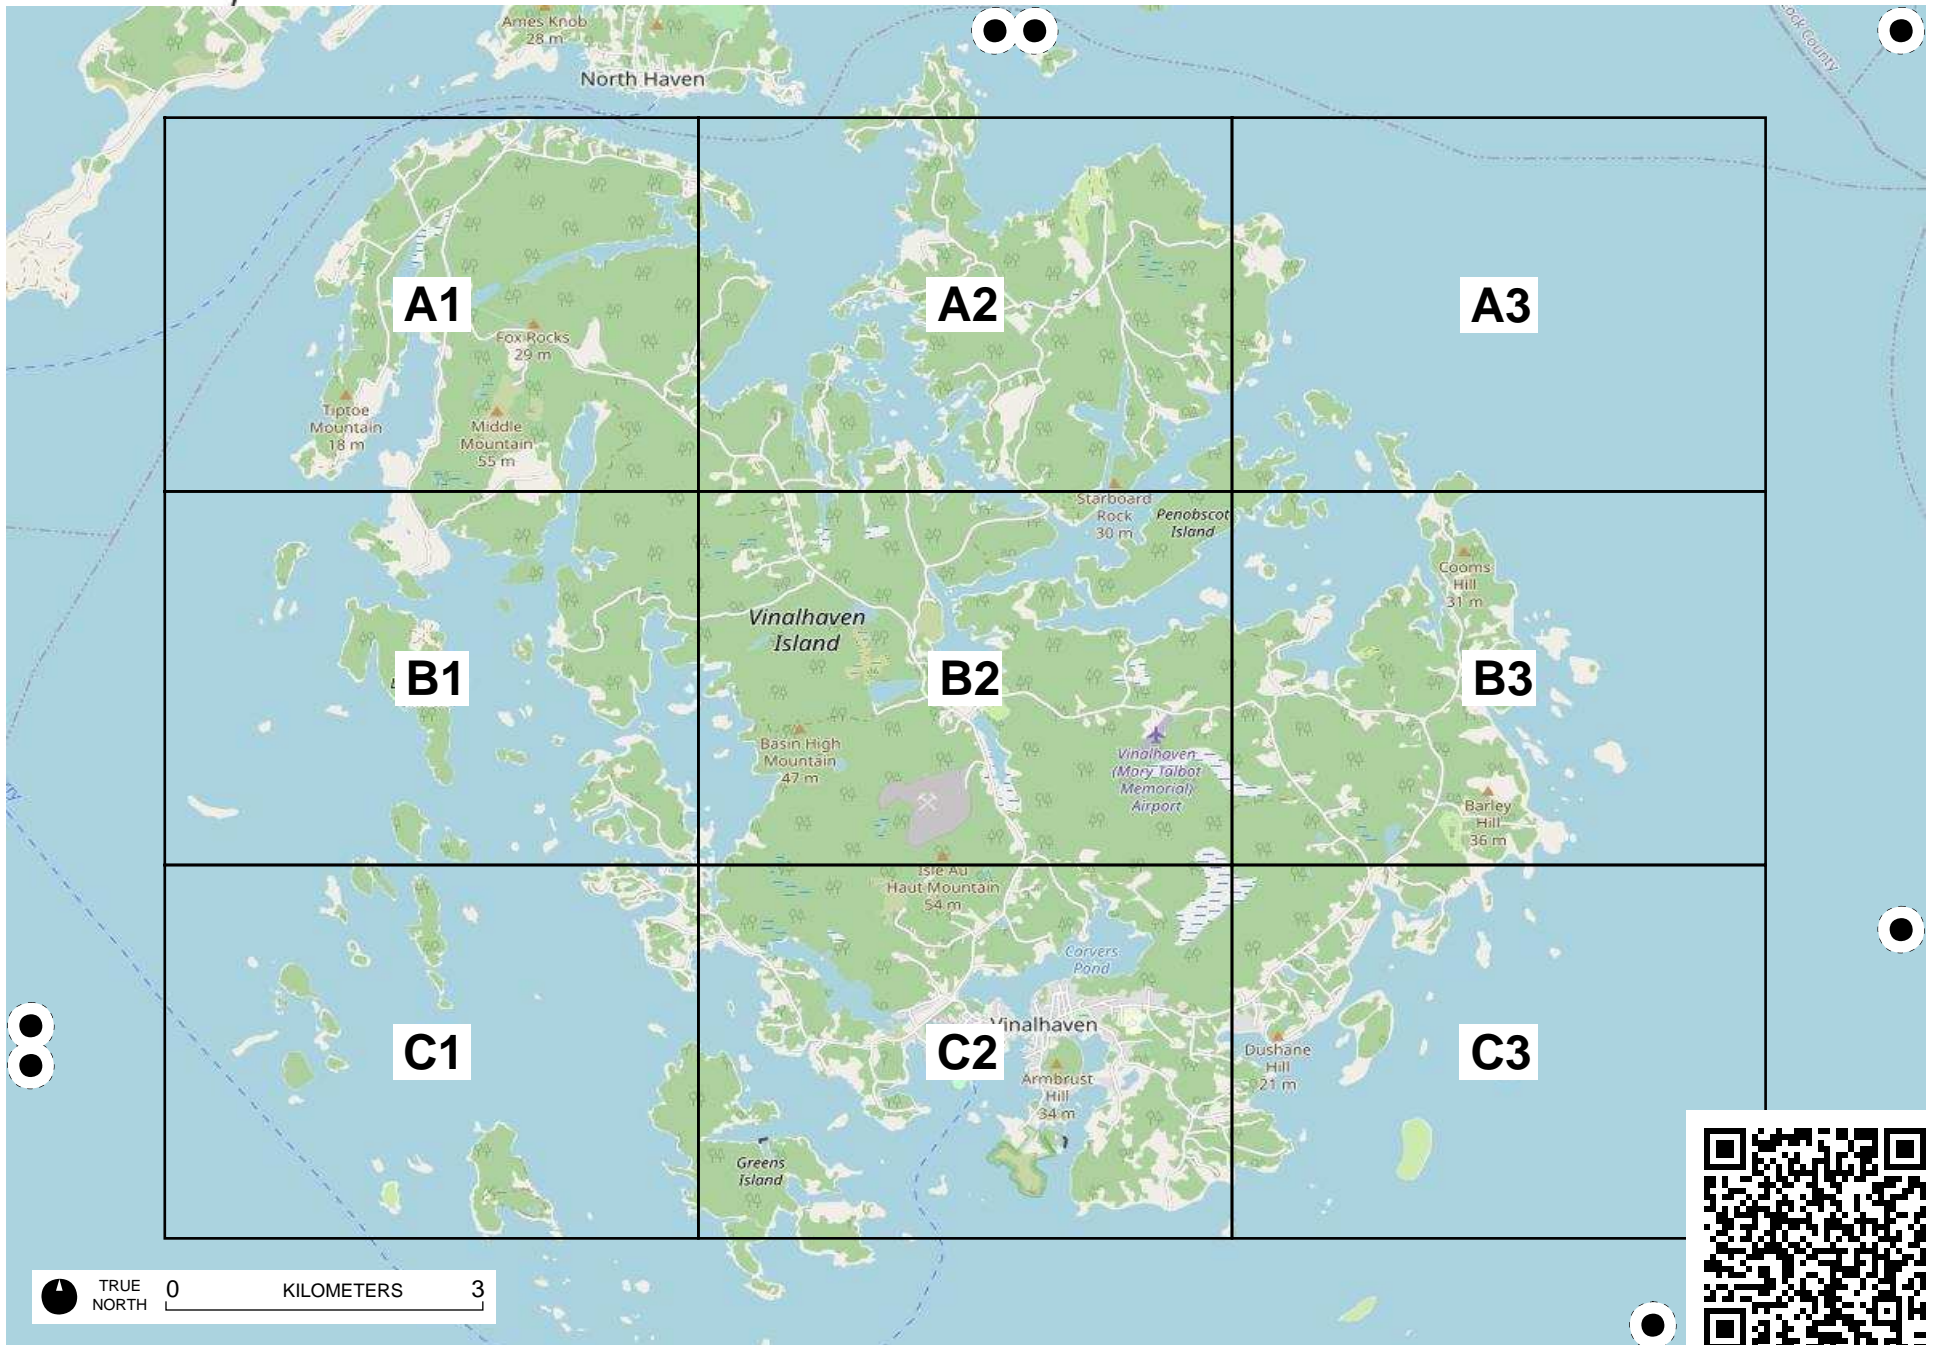 Ames Knob
28 m
North Haven
ock County
A1
A2
A3
Fox Rocks
29 m
Tiptoe
Mountain
18 m
Middle
Mountain
55 m
Starboard
Rock
30 m
Penobscot
Island
Cooms
Hill
31 m
Vinalhaven
Island
B1
B2
B3
Basin High
Mountain
47 m
Vinalhaven
(Mary Talbot
Memorial)
Airport
Barley
Hill
36 m
Isle Au
Haut Mountain
54 m
Carvers
Pond
Vinalhaven
C1
C2
C3
Dushane
Hill
21 m
Armbrust
Hill
34 m
Greens
Island
TRUE
NORTH
0 KILOMETERS 3